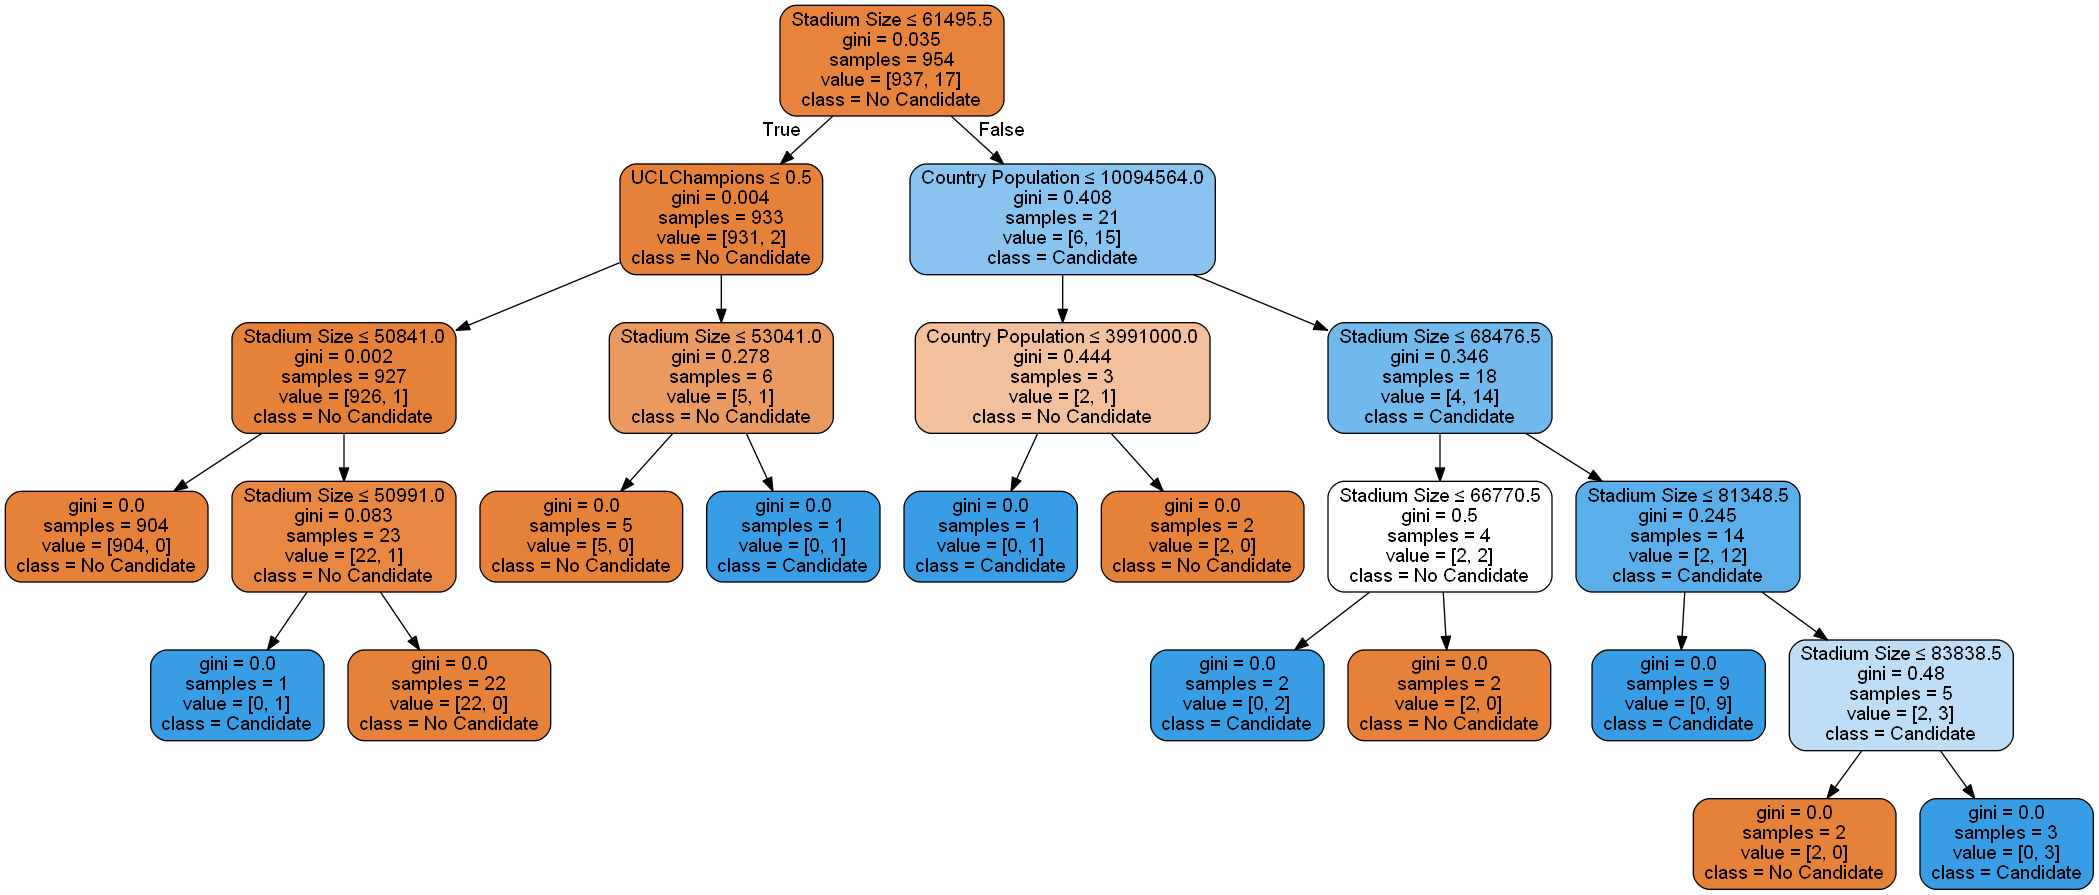 Stadium Size ≤ 61495.5
gini = 0.035
samples = 954
value = [937, 17]
class = No Candidate
True
False
UCLChampions ≤ 0.5
gini = 0.004
samples = 933
value = [931, 2]
class = No Candidate
Country Population ≤ 10094564.0
gini = 0.408
samples = 21
value = [6, 15]
class = Candidate
Stadium Size ≤ 50841.0
gini = 0.002
samples = 927
value = [926, 1]
class = No Candidate
Stadium Size ≤ 53041.0
gini = 0.278
samples = 6
value = [5, 1]
class = No Candidate
Country Population ≤ 3991000.0
gini = 0.444
samples = 3
value = [2, 1]
class = No Candidate
Stadium Size ≤ 68476.5
gini = 0.346
samples = 18
value = [4, 14]
class = Candidate
gini = 0.0
samples = 904
value = [904, 0]
class = No Candidate
Stadium Size ≤ 50991.0
gini = 0.083
samples = 23
value = [22, 1]
class = No Candidate
gini = 0.0
samples = 5
value = [5, 0]
class = No Candidate
gini = 0.0
samples = 1
value = [0, 1]
class = Candidate
gini = 0.0
samples = 1
value = [0, 1]
class = Candidate
gini = 0.0
samples = 2
value = [2, 0]
class = No Candidate
Stadium Size ≤ 66770.5
gini = 0.5
samples = 4
value = [2, 2]
class = No Candidate
Stadium Size ≤ 81348.5
gini = 0.245
samples = 14
value = [2, 12]
class = Candidate
gini = 0.0
samples = 1
value = [0, 1]
class = Candidate
gini = 0.0
samples = 22
value = [22, 0]
class = No Candidate
gini = 0.0
samples = 2
value = [0, 2]
class = Candidate
gini = 0.0
samples = 2
value = [2, 0]
class = No Candidate
gini = 0.0
samples = 9
value = [0, 9]
class = Candidate
Stadium Size ≤ 83838.5
gini = 0.48
samples = 5
value = [2, 3]
class = Candidate
gini = 0.0
samples = 2
value = [2, 0]
class = No Candidate
gini = 0.0
samples = 3
value = [0, 3]
class = Candidate